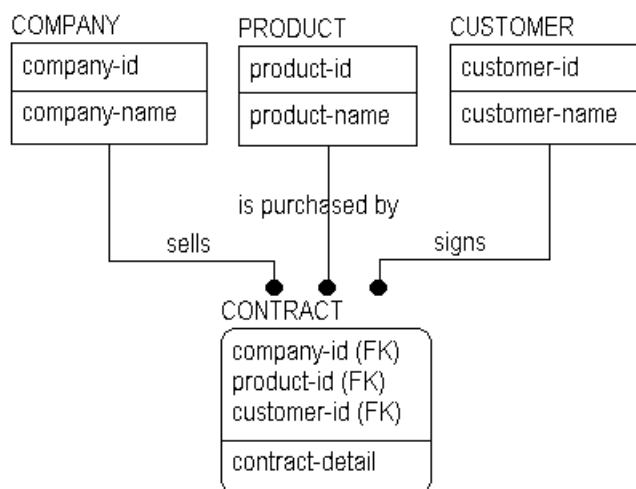 COMPANY
company-id
company-name
PRODUCT
product-id
product-name
CUSTOMER
customer-id
customer-name
is purchased by
sells
signs
CONTRACT
company-id (FK)
product-id (FK)
customer-id (FK)
contract-detail